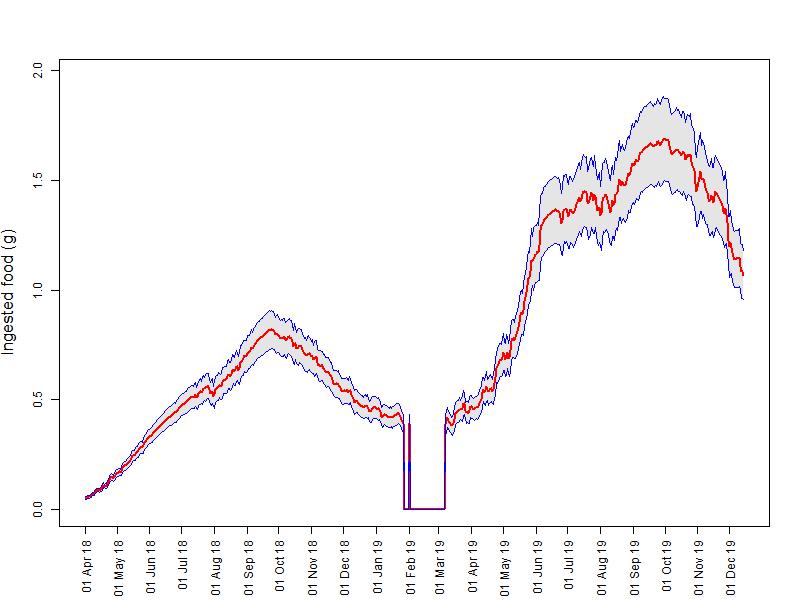 Ingested food (g)
2.0
1.5
1.0
0.5
0.0
01 Apr 18
01 May 18
01 Jun 18
01 Jul 18
01 Aug 18
01 Sep 18
01 Oct 18
01 Nov 18
01 Dec 18
01 Jan 19
01 Feb 19
01 Mar 19
01 Apr 19
01 May 19
01 Jun 19
01 Jul 19
01 Aug 19
01 Sep 19
01 Oct 19
01 Nov 19
01 Dec 19